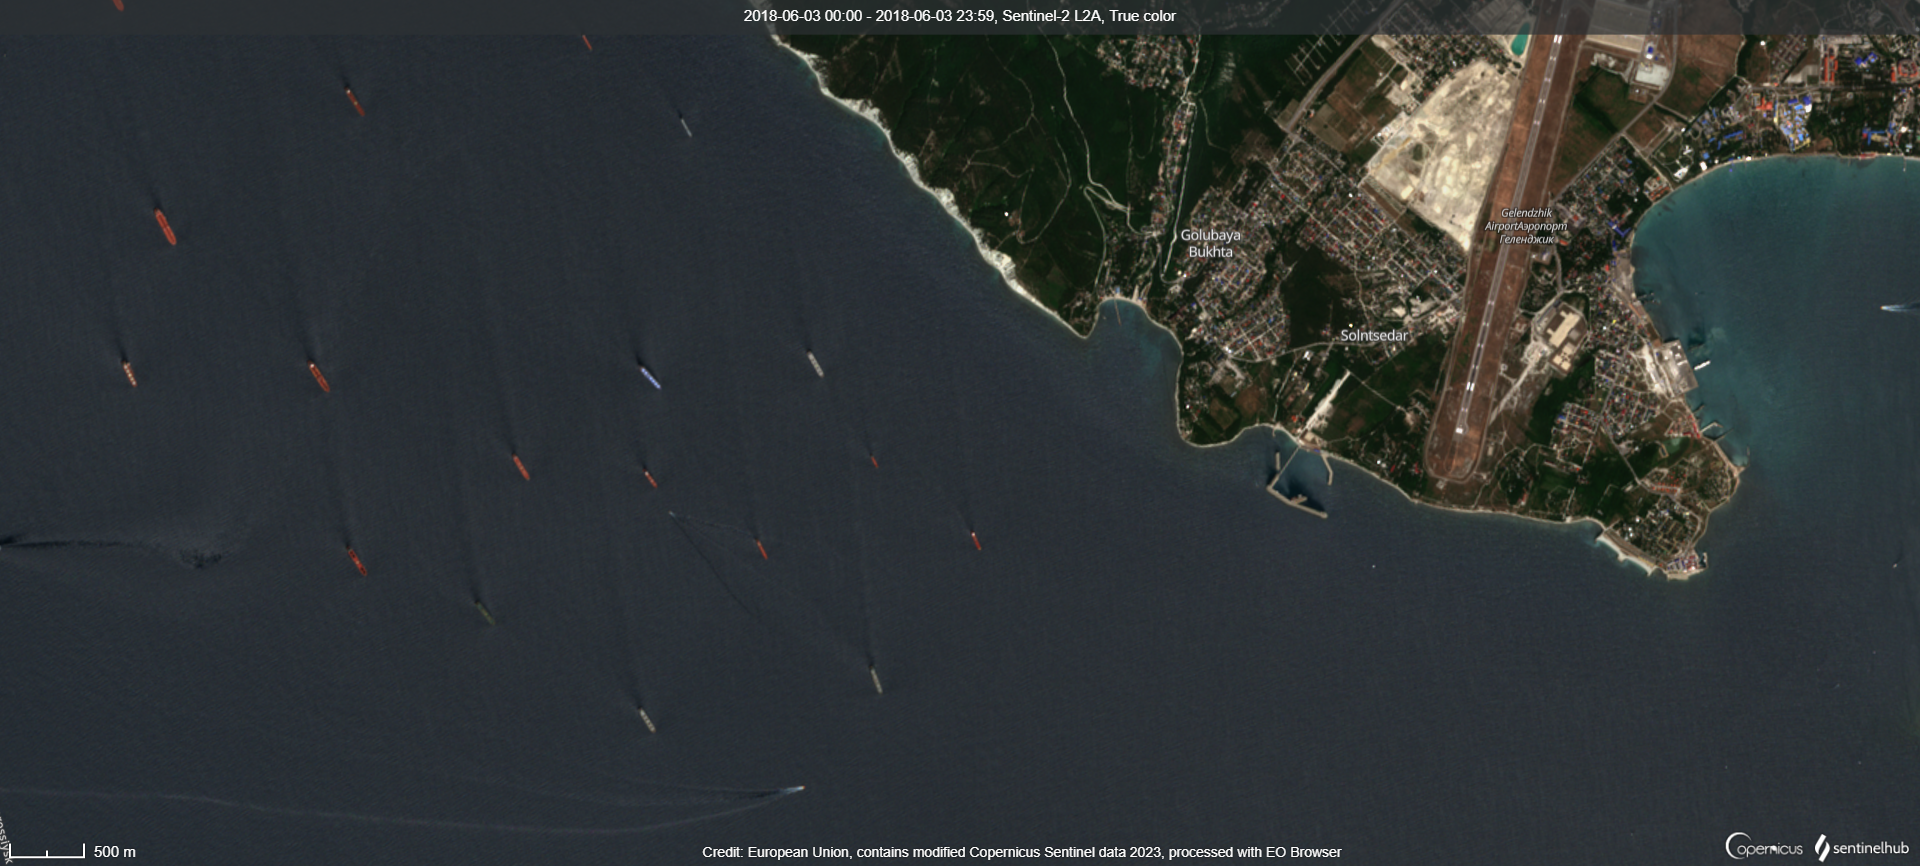 2018-06-03 00:00 - 2018-06-03 23:59, Sentinel-2 L2A, True color
Gelendzhik
AirportАэропорт
Геленджик
Golubaya
Bukhta
Solntsedar
500 m
Credit: European Union, contains modified Copernicus Sentinel data 2023, processed with EO Browser
Copernicus
sentinelhub